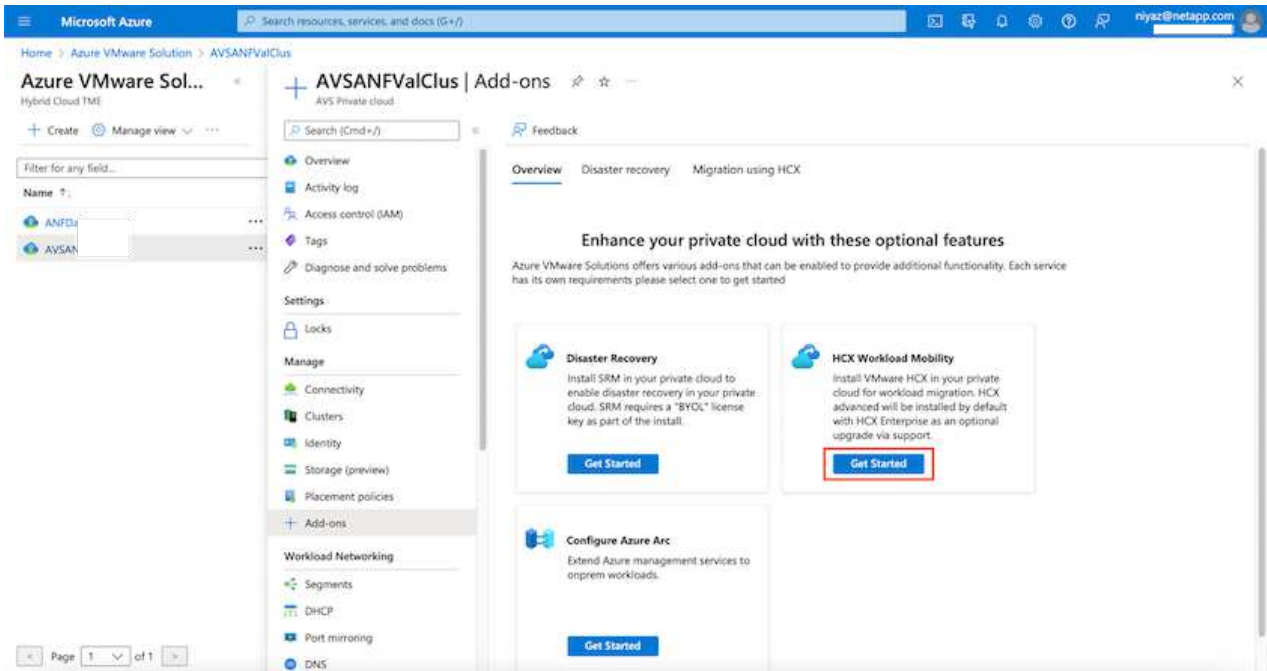 Microsoft Azure
Search resources, services, and docs (G+/)
niyaz@netapp.com
Home > Azure VMware Solution > AVSANFValClus
Azure VMware Sol...
Hybrid Cloud TME
+ Create
Manage view
...
Filter for any field...
Name
ANFDa
...
AVSAN
...
Page 1 of 1
AVSANFValClus | Add-ons
...
AVS Private cloud
Search (Cmd+/)
Overview
Activity log
Access control (IAM)
Tags
Diagnose and solve problems
Settings
Locks
Manage
Connectivity
Clusters
Identity
Storage (preview)
Placement policies
Add-ons
Workload Networking
Segments
DHCP
Port mirroring
DNS
Feedback
Overview
Disaster recovery
Migration using HCX
Enhance your private cloud with these optional features
Azure VMware Solutions offers various add-ons that can be enabled to provide additional functionality. Each service
has its own requirements please select one to get started
Disaster Recovery
Install SRM in your private cloud to
enable disaster recovery in your private
cloud. SRM requires a "BYOL" license
key as part of the install.
Get Started
HCX Workload Mobility
Install VMware HCX in your private
cloud for workload migration. HCX
advanced will be installed by default
with HCX Enterprise as an optional
upgrade via support.
Get Started
Configure Azure Arc
Extend Azure management services to
onprem workloads.
Get Started